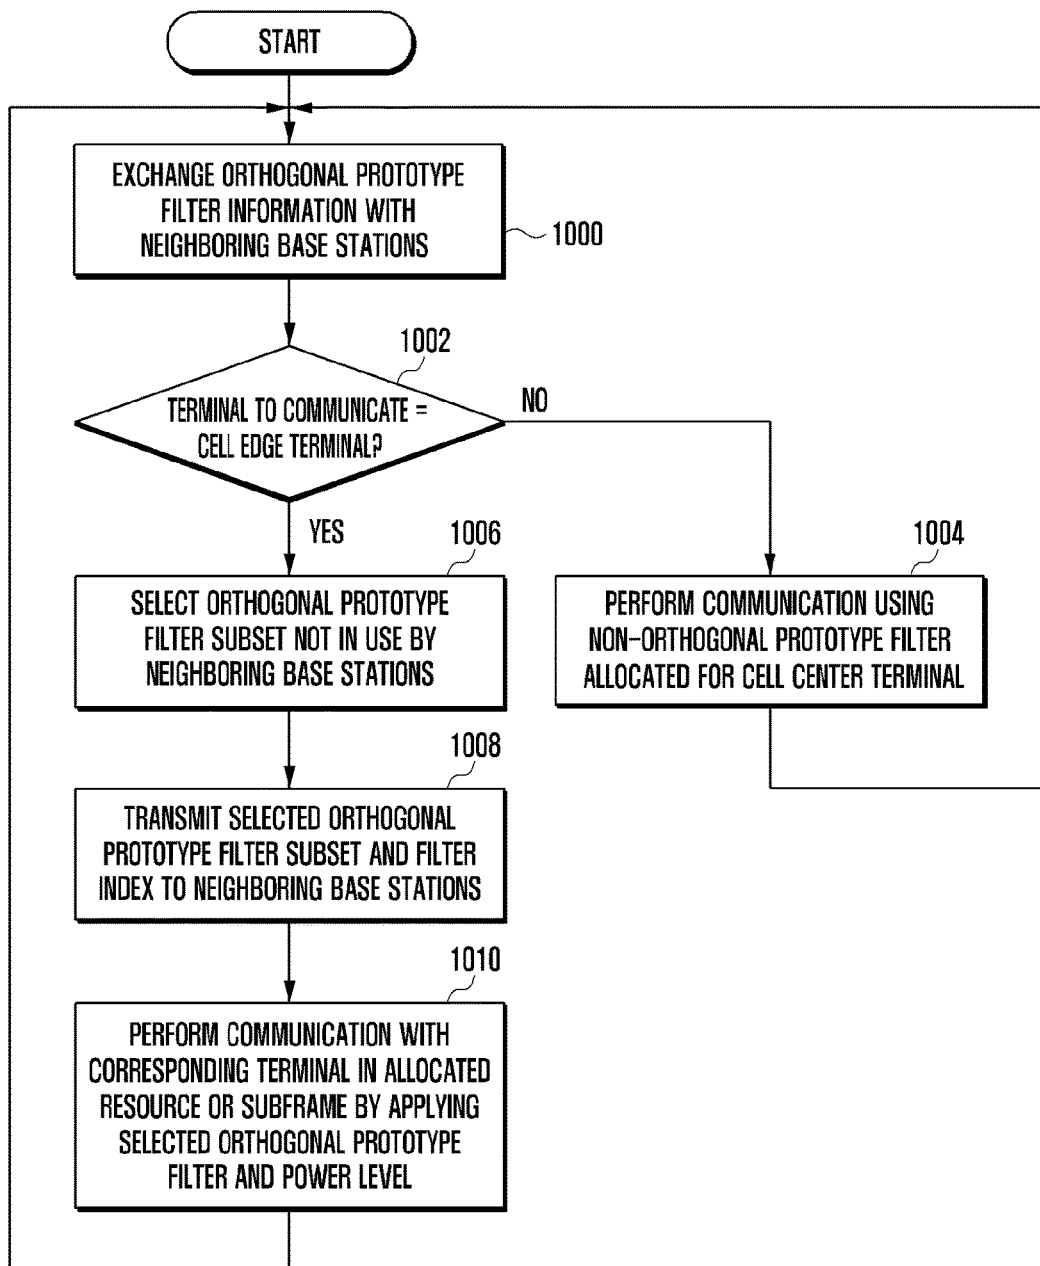 START
EXCHANGE ORTHOGONAL PROTOTYPE
FILTER INFORMATION WITH
NEIGHBORING BASE STATIONS
1000
1002
TERMINAL TO COMMUNICATE =
CELL EDGE TERMINAL?
NO
YES
1006
SELECT ORTHOGONAL PROTOTYPE
FILTER SUBSET NOT IN USE BY
NEIGHBORING BASE STATIONS
1004
PERFORM COMMUNICATION USING
NON-ORTHOGONAL PROTOTYPE FILTER
ALLOCATED FOR CELL CENTER TERMINAL
1008
TRANSMIT SELECTED ORTHOGONAL
PROTOTYPE FILTER SUBSET AND FILTER
INDEX TO NEIGHBORING BASE STATIONS
1010
PERFORM COMMUNICATION WITH
CORRESPONDING TERMINAL IN ALLOCATED
RESOURCE OR SUBFRAME BY APPLYING
SELECTED ORTHOGONAL PROTOTYPE
FILTER AND POWER LEVEL